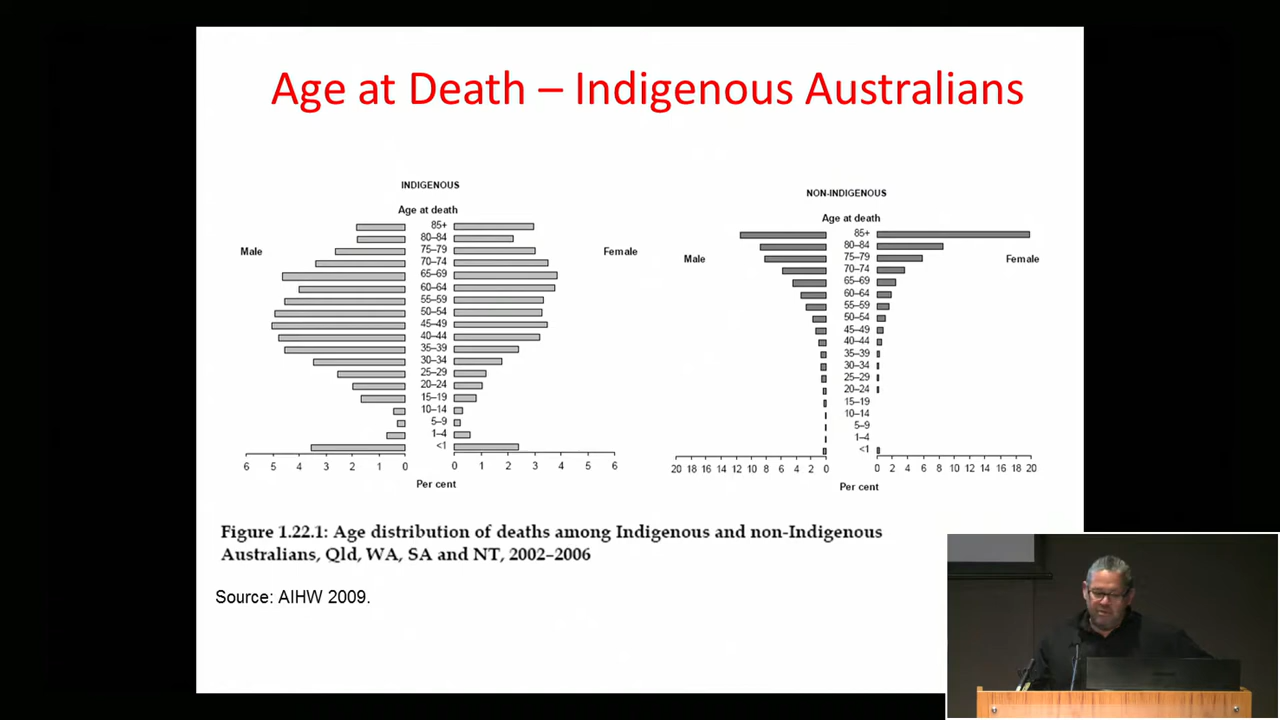 Age at Death – Indigenous Australians
INDIGENOUS
Age at death
Male
Female
85+
80–84
75–79
70–74
65–69
60–64
55–59
50–54
45–49
40–44
35–39
30–34
25–29
20–24
15–19
10–14
5–9
1–4
<1
6 5 4 3 2 1 0 0 1 2 3 4 5 6
Per cent
NON-INDIGENOUS
Age at death
Male
Female
85+
80–84
75–79
70–74
65–69
60–64
55–59
50–54
45–49
40–44
35–39
30–34
25–29
20–24
15–19
10–14
5–9
1–4
<1
20 18 16 14 12 10 8 6 4 2 0 0 2 4 6 8 10 12 14 16 18 20
Per cent
Figure 1.22.1: Age distribution of deaths among Indigenous and non-Indigenous
Australians, Qld, WA, SA and NT, 2002–2006
Source: AIHW 2009.